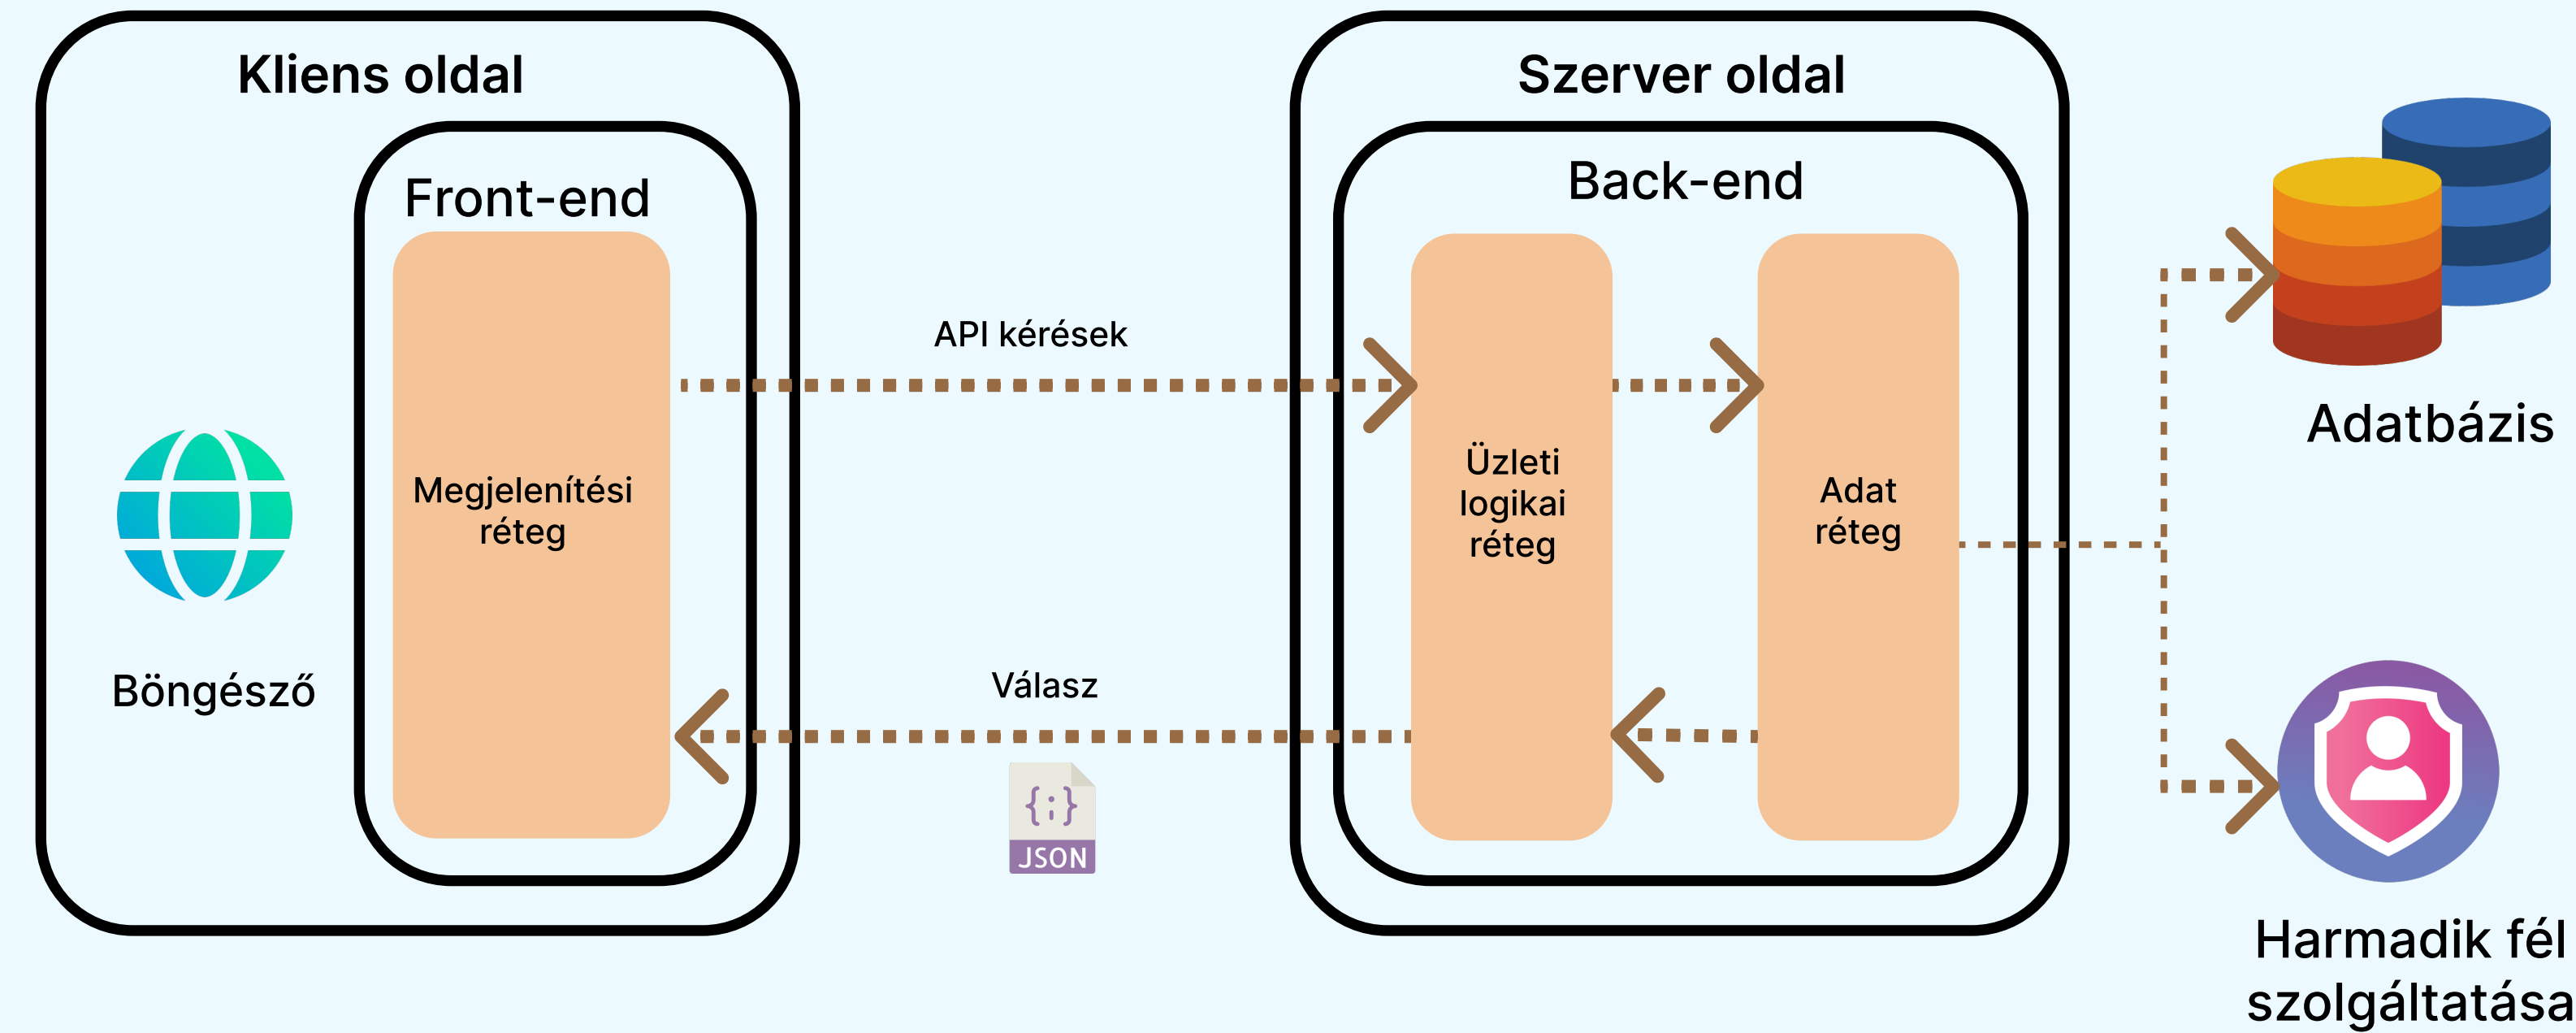 Kliens oldal
Front-end
Megjelenítési
réteg
Böngésző
API kérések
Válasz
{;}
JSON
Szerver oldal
Back-end
Üzleti
logikai
réteg
Adat
réteg
Adatbázis
Harmadik fél
szolgáltatása